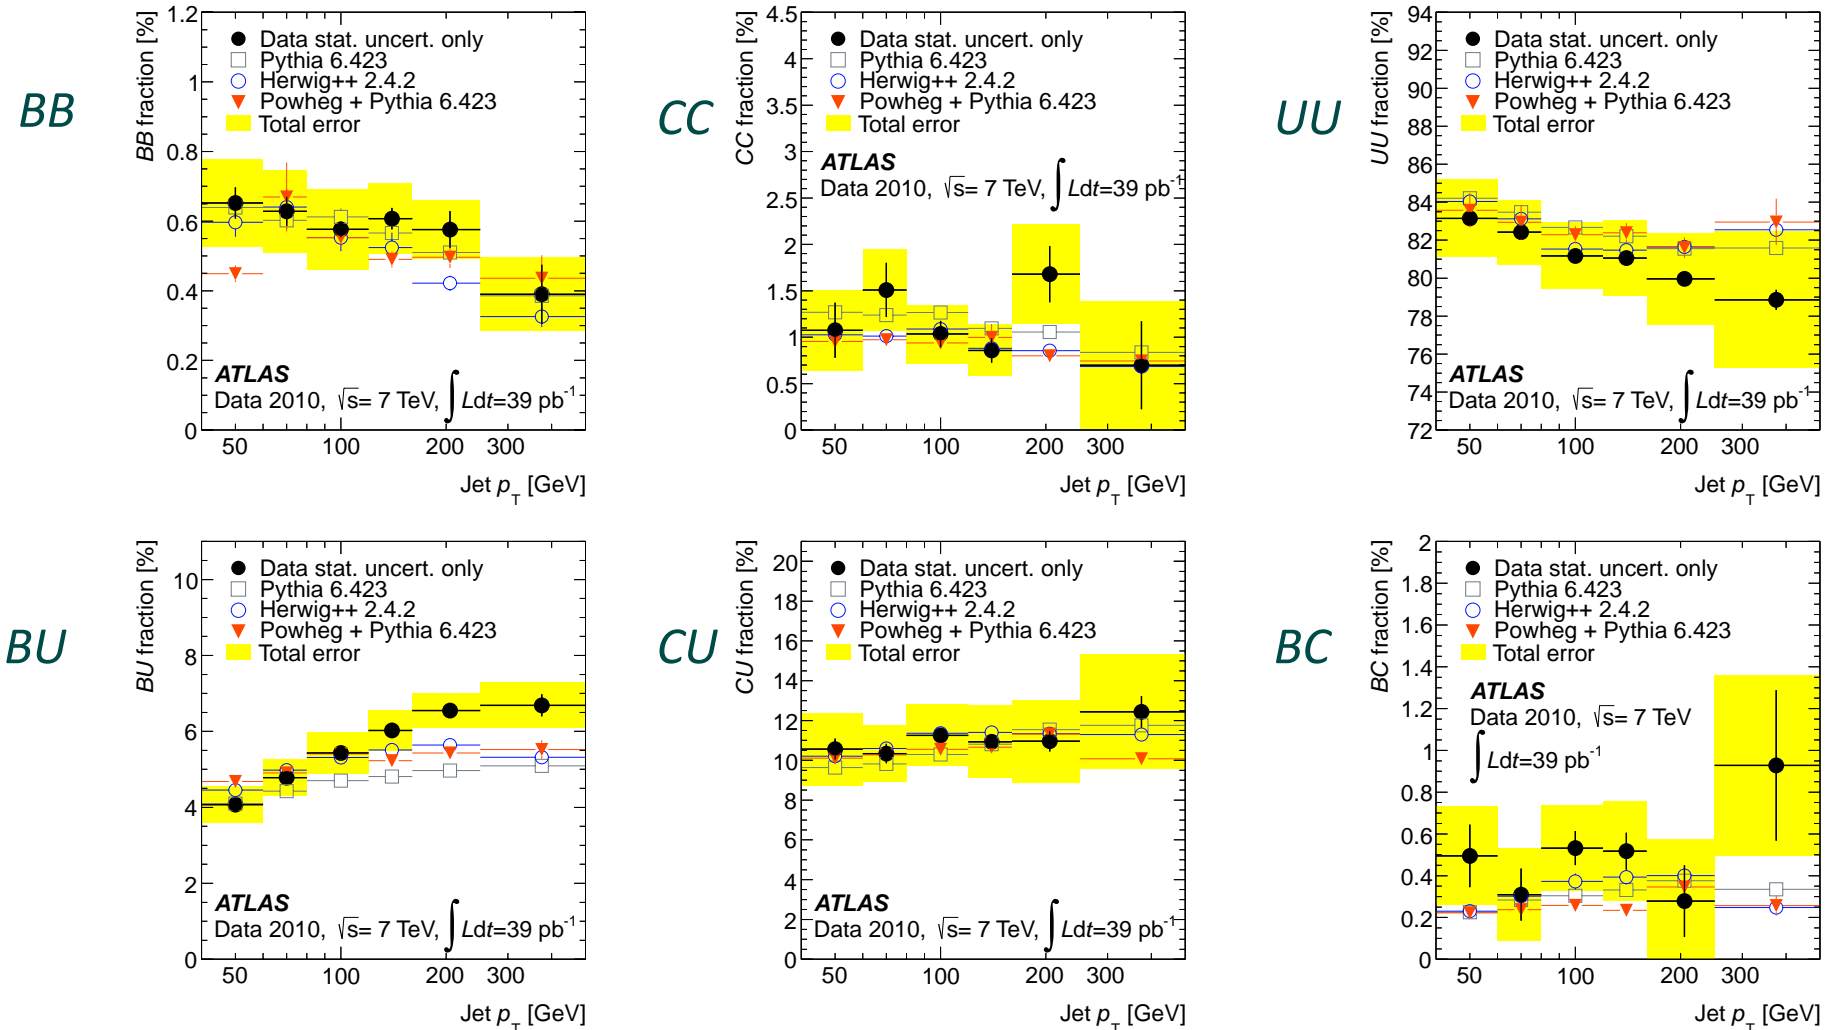 BB
BB fraction [%]
1.2
1
0.8
0.6
0.4
0.2
0
Data stat. uncert. only
Pythia 6.423
Herwig++ 2.4.2
Powheg + Pythia 6.423
Total error
ATLAS
Data 2010, √s= 7 TeV, ∫Ldt=39 pb⁻¹
50 100 200 300
Jet p_T [GeV]
CC
CC fraction [%]
4.5
4
3.5
3
2.5
2
1.5
1
0.5
0
Data stat. uncert. only
Pythia 6.423
Herwig++ 2.4.2
Powheg + Pythia 6.423
Total error
ATLAS
Data 2010, √s= 7 TeV, ∫Ldt=39 pb⁻¹
50 100 200 300
Jet p_T [GeV]
UU
UU fraction [%]
94
92
90
88
86
84
82
80
78
76
74
72
Data stat. uncert. only
Pythia 6.423
Herwig++ 2.4.2
Powheg + Pythia 6.423
Total error
ATLAS
Data 2010, √s= 7 TeV, ∫Ldt=39 pb⁻¹
50 100 200 300
Jet p_T [GeV]
BU
BU fraction [%]
10
8
6
4
2
0
Data stat. uncert. only
Pythia 6.423
Herwig++ 2.4.2
Powheg + Pythia 6.423
Total error
ATLAS
Data 2010, √s= 7 TeV, ∫Ldt=39 pb⁻¹
50 100 200 300
Jet p_T [GeV]
CU
CU fraction [%]
20
18
16
14
12
10
8
6
4
2
0
Data stat. uncert. only
Pythia 6.423
Herwig++ 2.4.2
Powheg + Pythia 6.423
Total error
ATLAS
Data 2010, √s= 7 TeV, ∫Ldt=39 pb⁻¹
50 100 200 300
Jet p_T [GeV]
BC
BC fraction [%]
2
1.8
1.6
1.4
1.2
1
0.8
0.6
0.4
0.2
0
Data stat. uncert. only
Pythia 6.423
Herwig++ 2.4.2
Powheg + Pythia 6.423
Total error
ATLAS
Data 2010, √s= 7 TeV
∫Ldt=39 pb⁻¹
50 100 200 300
Jet p_T [GeV]